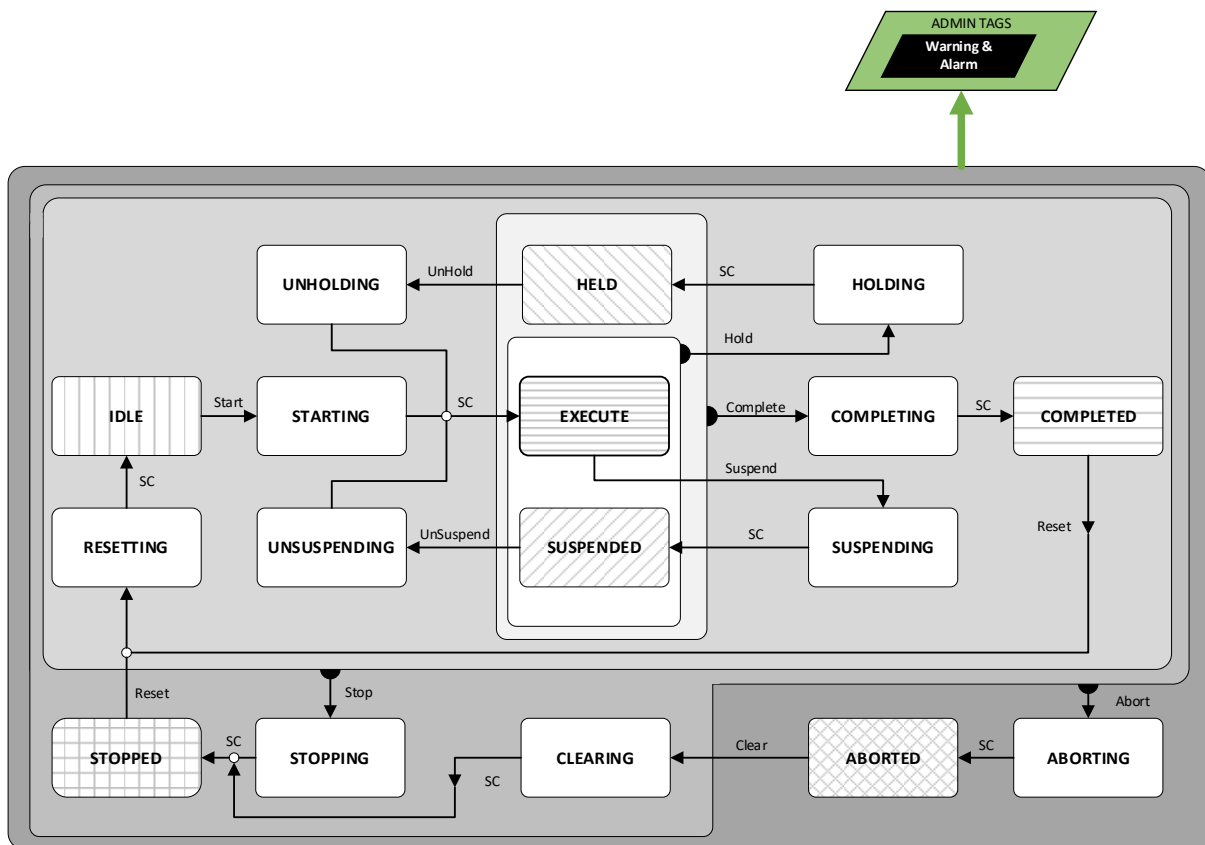 ADMIN TAGS
Warning &
Alarm
UNHOLDING
UnHold
HELD
SC
HOLDING
Hold
IDLE
Start
STARTING
SC
EXECUTE
Complete
COMPLETING
SC
COMPLETED
SC
Suspend
Reset
RESETTING
UNSUSPENDING
UnSuspend
SUSPENDED
SC
SUSPENDING
Reset
Stop
Abort
STOPPED
SC
STOPPING
SC
CLEARING
Clear
ABORTED
SC
ABORTING